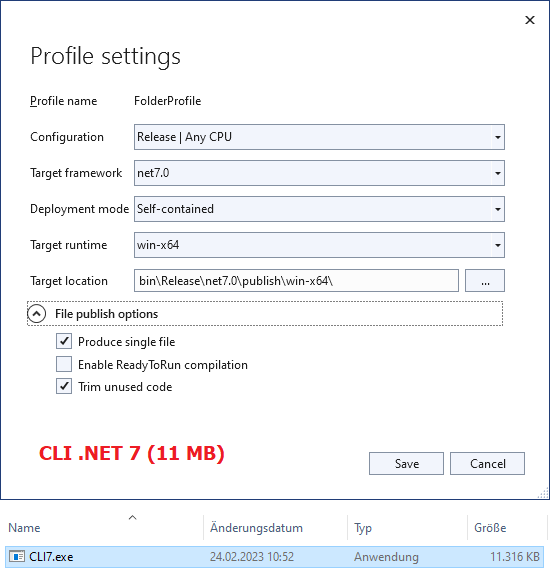 Profile settings
Profile name FolderProfile
Configuration Release | Any CPU
Target framework net7.0
Deployment mode Self-contained
Target runtime win-x64
Target location bin\Release\net7.0\publish\win-x64\ ...
File publish options
Produce single file
Enable ReadyToRun compilation
Trim unused code
CLI .NET 7 (11 MB)
Save Cancel
Name Änderungsdatum Typ Größe
CLI7.exe 24.02.2023 10:52 Anwendung 11.316 KB